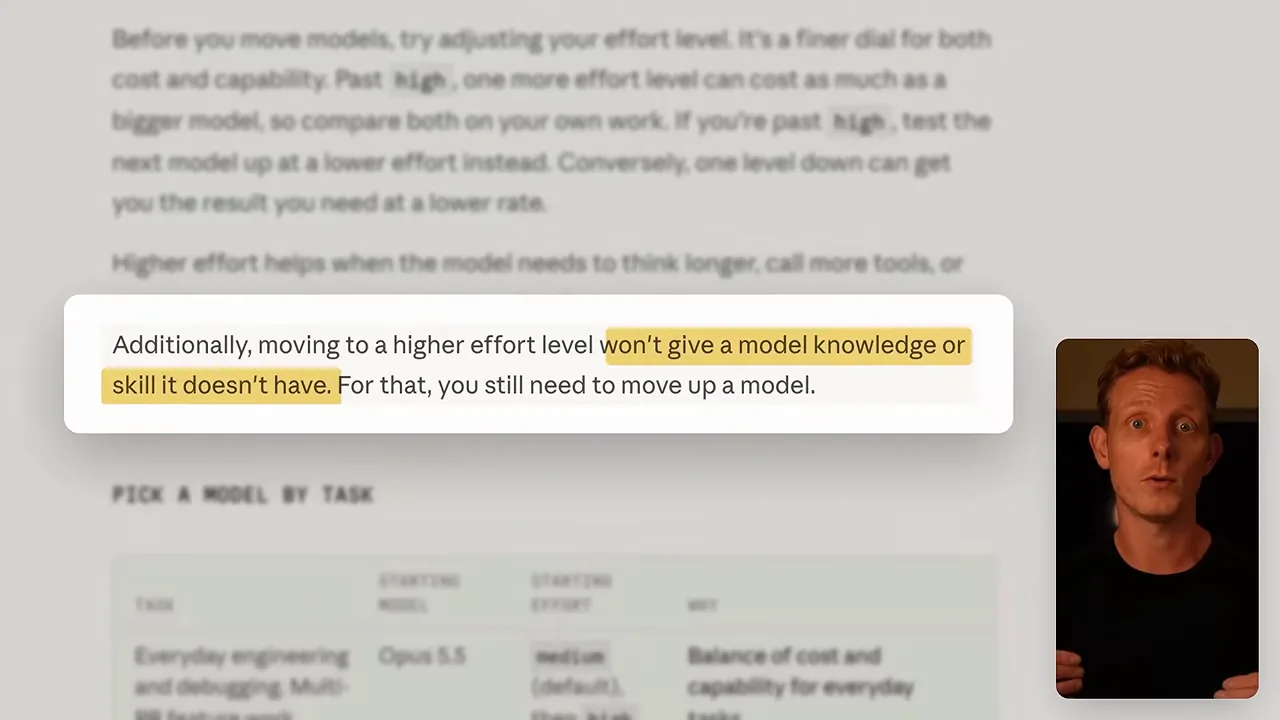 Before you move models, try adjusting your effort level. It's a finer dial for both
cost and capability. Past high, one more effort level can cost as much as a
bigger model, so compare both on your own work. If you're past high, test the
next model up at a lower effort instead. Conversely, one level down can get
you the result you need at a lower rate.
Higher effort helps when the model needs to think longer, call more tools, or
Additionally, moving to a higher effort level won't give a model knowledge or
skill it doesn't have. For that, you still need to move up a model.
PICK A MODEL BY TASK
TASK
STARTING
MODEL
STARTING
EFFORT
WHY
Everyday engineering
and debugging. Multi-
Opus 5.5
medium
(default),
then high
Balance of cost and
capability for everyday
tasks